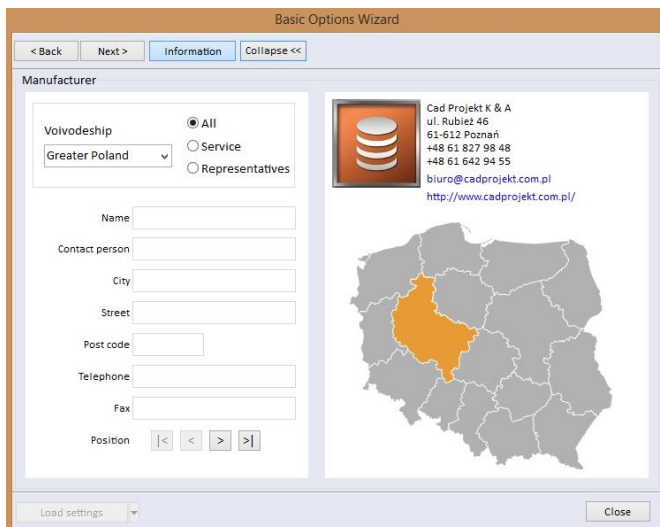 Basic Options Wizard
< Back
Next >
Information
Collapse <<
Manufacturer
Voivodeship
Greater Poland
All
Service
Representatives
Name
Contact person
City
Street
Post code
Telephone
Fax
Position
|<
<
>
>|
Cad Projekt K & A
ul. Rubież 46
61-612 Poznań
+48 61 827 98 48
+48 61 642 94 55
biuro@cadprojekt.com.pl
http://www.cadprojekt.com.pl/
Load settings
Close